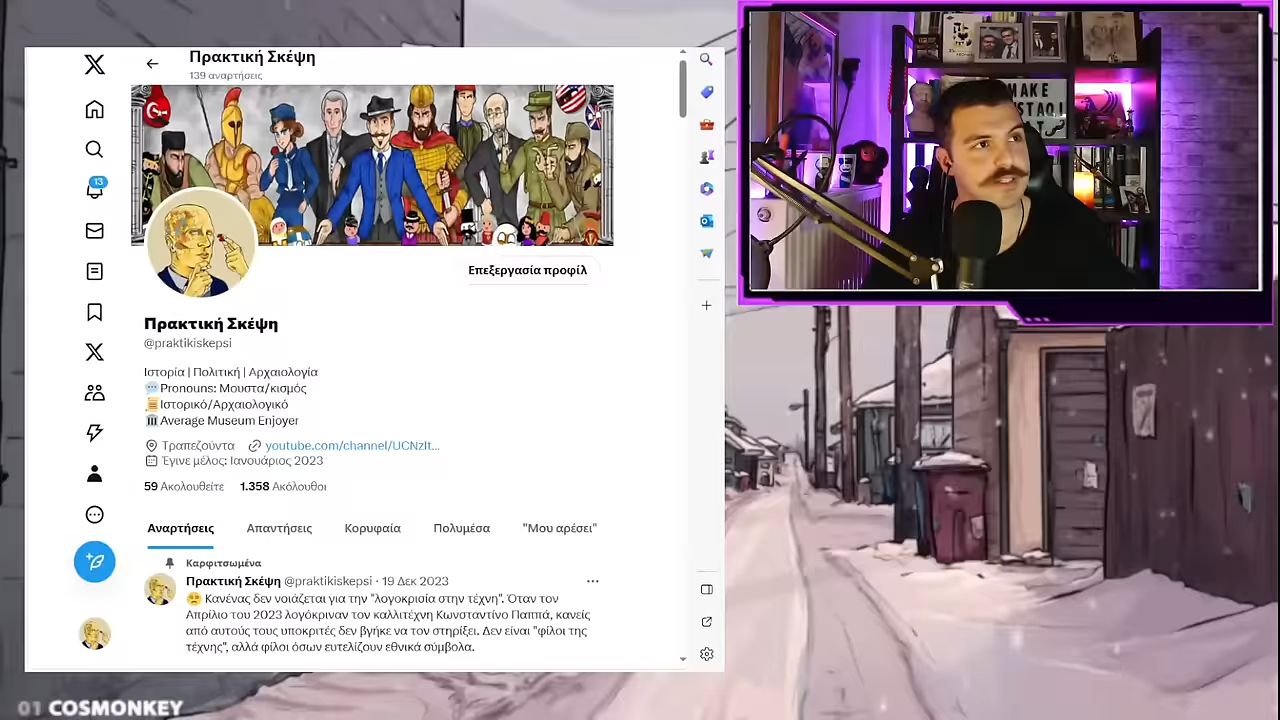 Πρακτική Σκέψη
139 αναρτήσεις
13
Επεξεργασία προφίλ
Πρακτική Σκέψη
@praktikiskepsi
Ιστορία | Πολιτική | Αρχαιολογία
Pronouns: Μουστα/κισμός
Ιστορικό/Αρχαιολογικό
Average Museum Enjoyer
Τραπεζούντα youtube.com/channel/UCNzlt...
Έγινε μέλος: Ιανουάριος 2023
59 Ακολουθείτε 1.358 Ακόλουθοι
Αναρτήσεις Απαντήσεις Κορυφαία Πολυμέσα "Μου αρέσει"
Καρφιτσωμένα
Πρακτική Σκέψη @praktikiskepsi · 19 Δεκ 2023
Κανένας δεν νοιάζεται για την "λογοκρισία στην τέχνη". Όταν τον
Απρίλιο του 2023 λογόκριναν τον καλλιτέχνη Κωνσταντίνο Παππά, κανείς
από αυτούς τους υποκριτές δεν βγήκε να τον στηρίξει. Δεν είναι "φίλοι της
τέχνης", αλλά φίλοι όσων ευτελίζουν εθνικά σύμβολα.
MAKE
01 COSMONKEY